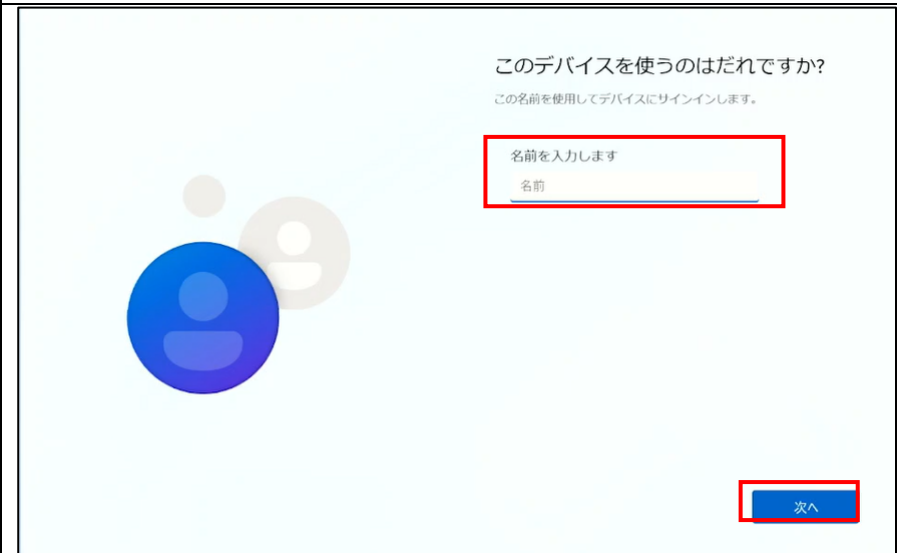 このデバイスを使うのはだれですか?
この名前を使用してデバイスにサインインします。
名前を入力します
名前
次へ